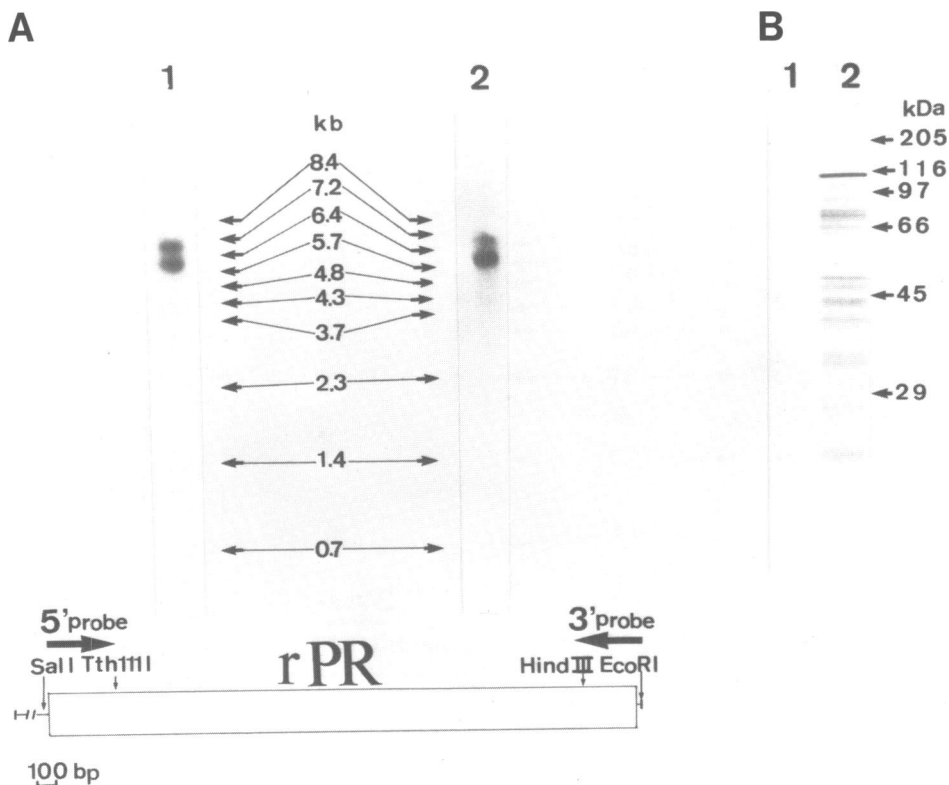 A
B
1
2
1
2
kb
kDa
8.4
7.2
6.4
5.7
4.8
4.3
3.7
2.3
1.4
0.7
205
116
97
66
45
29
5'probe
3'probe
SalI Tth111I
rPR
HindIII EcoRI
100 bp